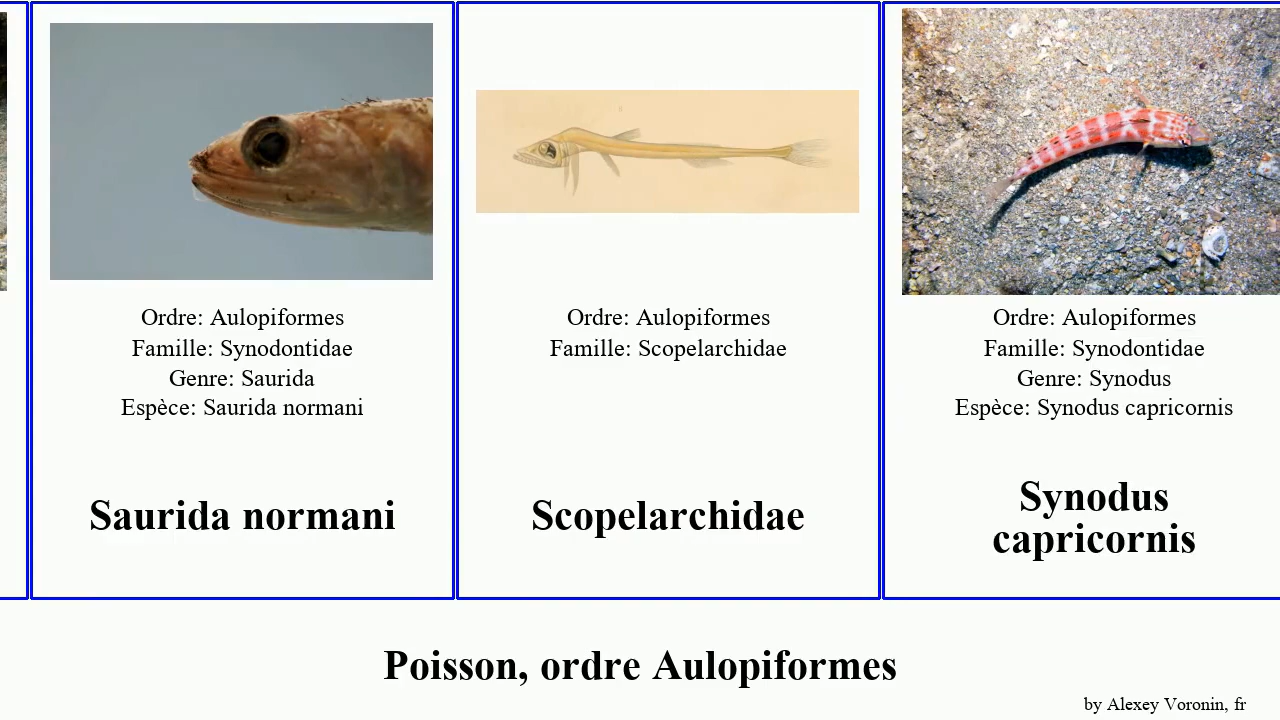 Ordre: Aulopiformes
Famille: Synodontidae
Genre: Saurida
Espèce: Saurida normani
Saurida normani
Ordre: Aulopiformes
Famille: Scopelarchidae
Scopelarchidae
Ordre: Aulopiformes
Famille: Synodontidae
Genre: Synodus
Espèce: Synodus capricornis
Synodus
capricornis
Poisson, ordre Aulopiformes
by Alexey Voronin, fr